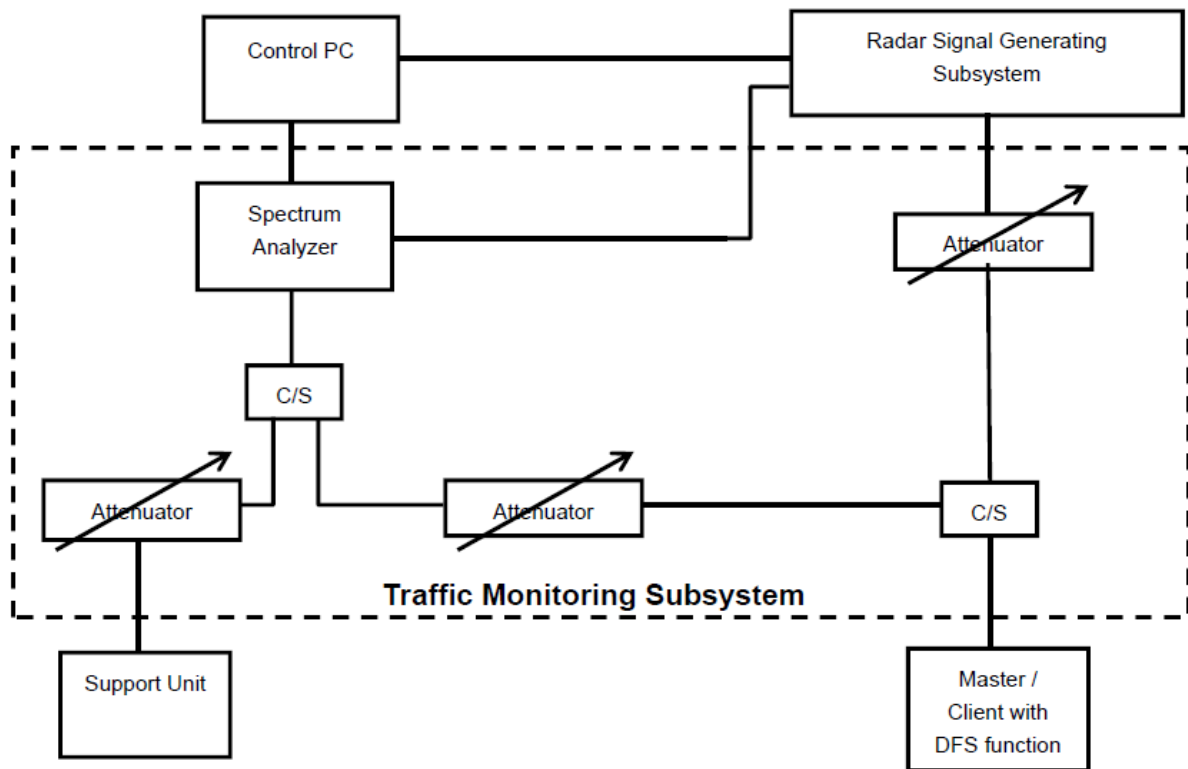 Control PC
Radar Signal Generating
Subsystem
Spectrum
Analyzer
Attenuator
C/S
Attenuator
Attenuator
C/S
Traffic Monitoring Subsystem
Support Unit
Master /
Client with
DFS function